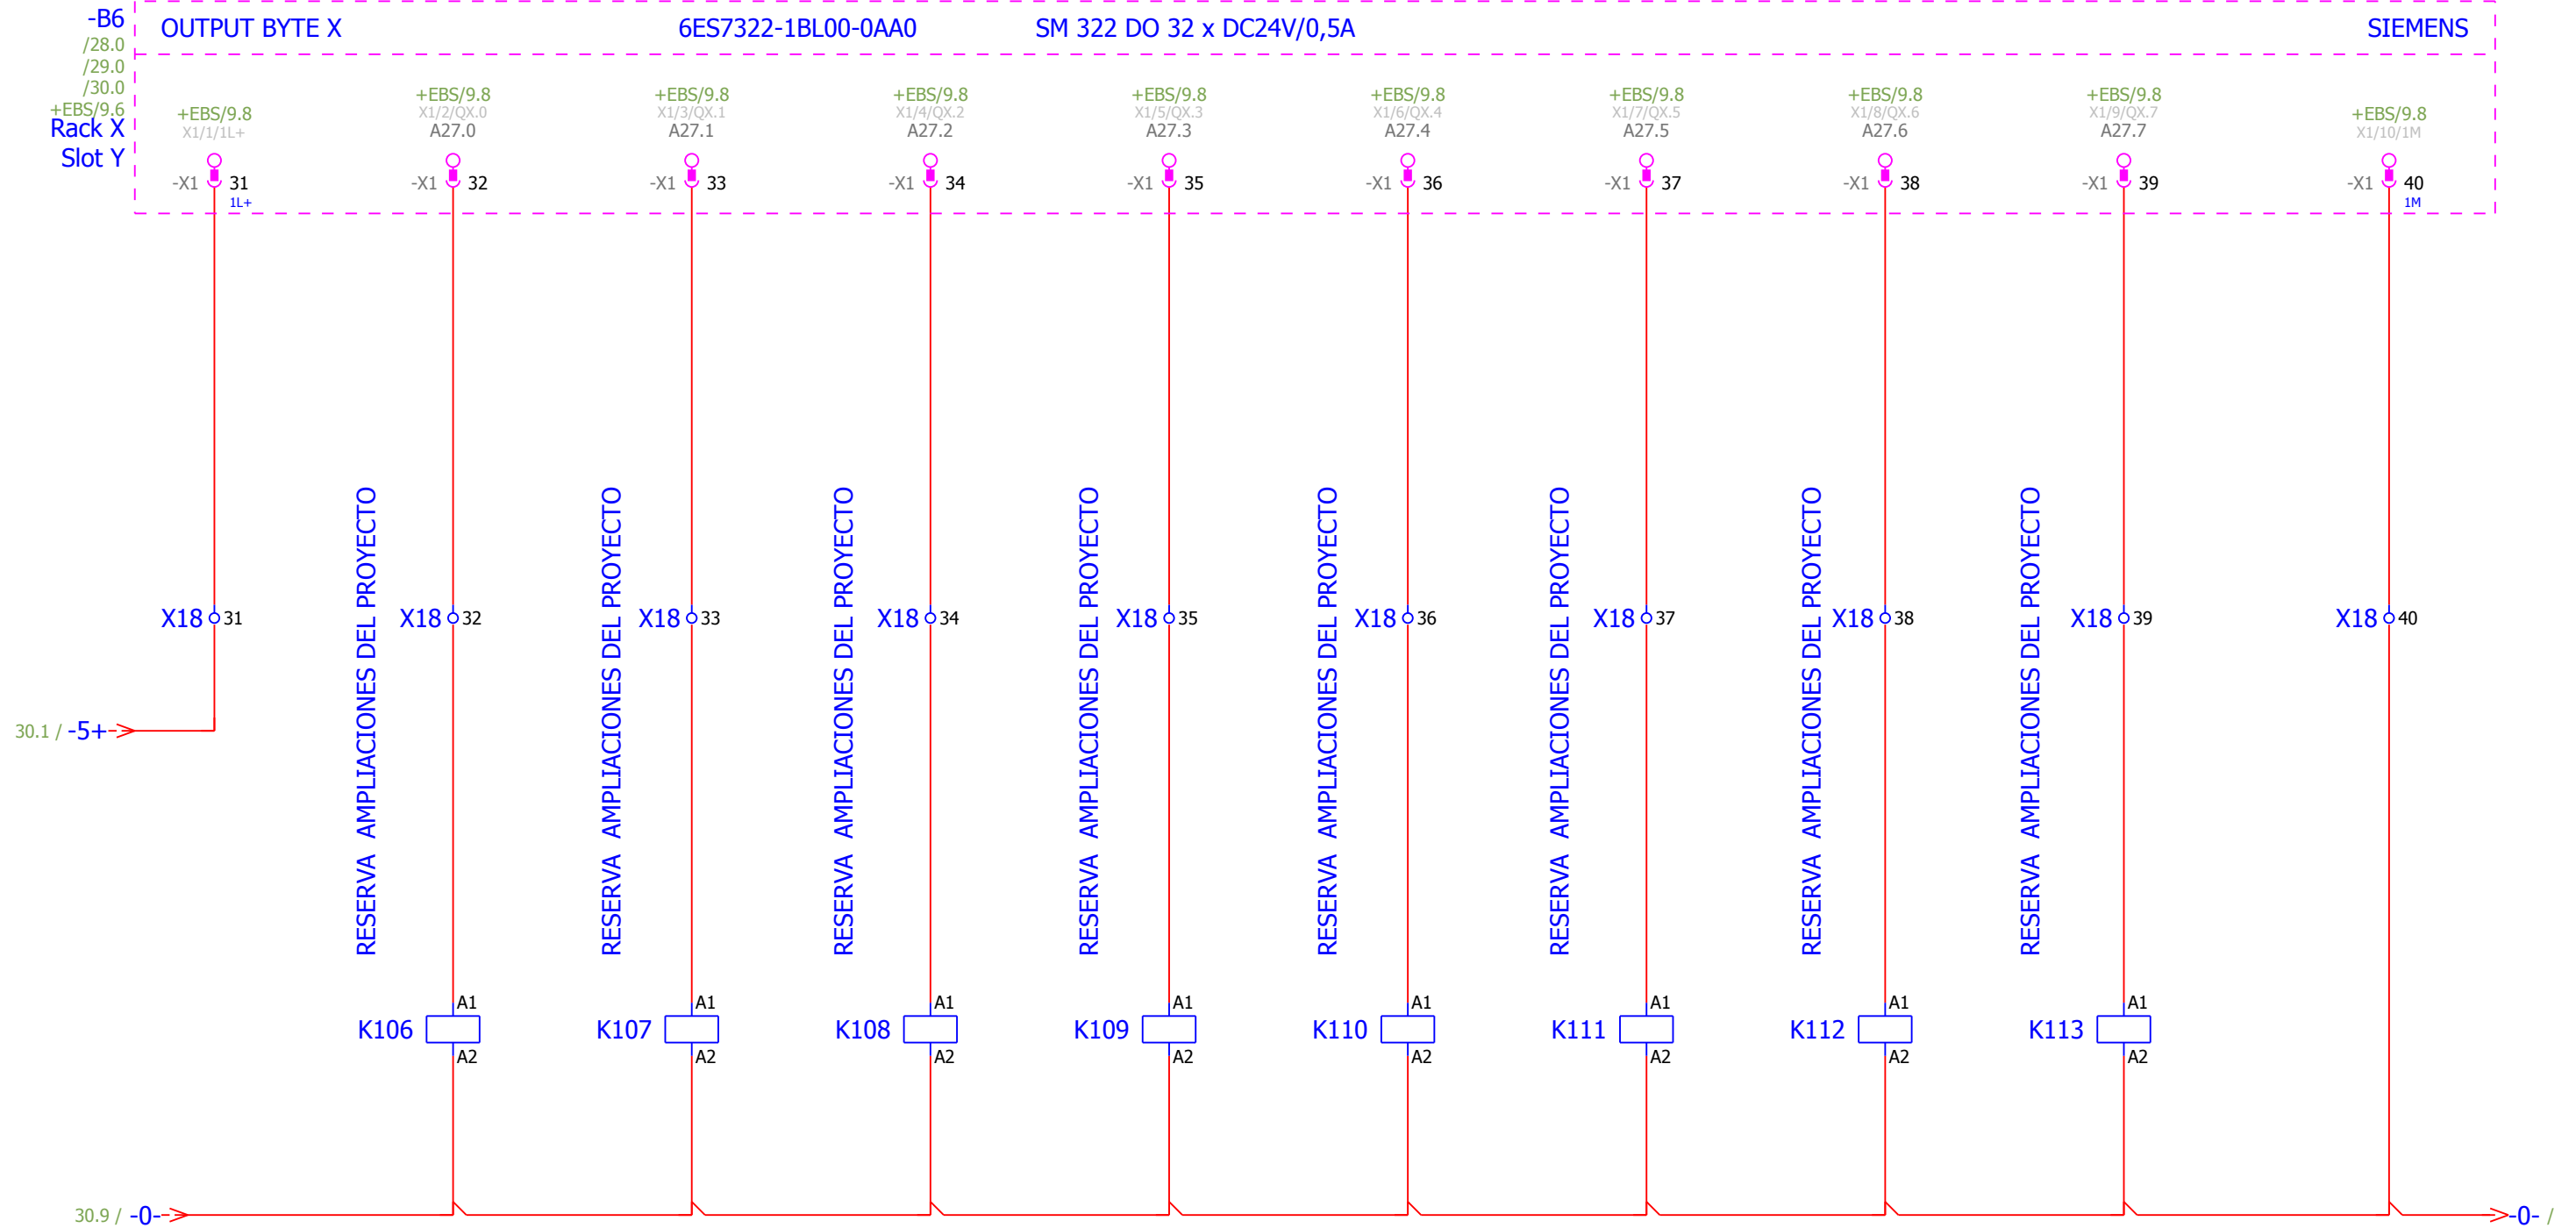 -B6
/28.0
/29.0
/30.0
+EBS/9.6
Rack X
Slot Y
OUTPUT BYTE X 6ES7322-1BL00-0AA0 SM 322 DO 32 x DC24V/0,5A SIEMENS
+EBS/9.8 +EBS/9.8 +EBS/9.8 +EBS/9.8 +EBS/9.8 +EBS/9.8 +EBS/9.8 +EBS/9.8 +EBS/9.8 +EBS/9.8
X1/1/1L+ X1/2/QX.0 X1/3/QX.1 X1/4/QX.2 X1/5/QX.3 X1/6/QX.4 X1/7/QX.5 X1/8/QX.6 X1/9/QX.7 X1/10/1M
A27.0 A27.1 A27.2 A27.3 A27.4 A27.5 A27.6 A27.7
-X1 31 -X1 32 -X1 33 -X1 34 -X1 35 -X1 36 -X1 37 -X1 38 -X1 39 -X1 40
1L+ 1M
RESERVA AMPLIACIONES DEL PROYECTO
RESERVA AMPLIACIONES DEL PROYECTO
RESERVA AMPLIACIONES DEL PROYECTO
RESERVA AMPLIACIONES DEL PROYECTO
RESERVA AMPLIACIONES DEL PROYECTO
RESERVA AMPLIACIONES DEL PROYECTO
RESERVA AMPLIACIONES DEL PROYECTO
RESERVA AMPLIACIONES DEL PROYECTO
X18 31 X18 32 X18 33 X18 34 X18 35 X18 36 X18 37 X18 38 X18 39 X18 40
30.1 / -5+
A1 A1 A1 A1 A1 A1 A1 A1
K106 K107 K108 K109 K110 K111 K112 K113
A2 A2 A2 A2 A2 A2 A2 A2
30.9 / -0- -0- /